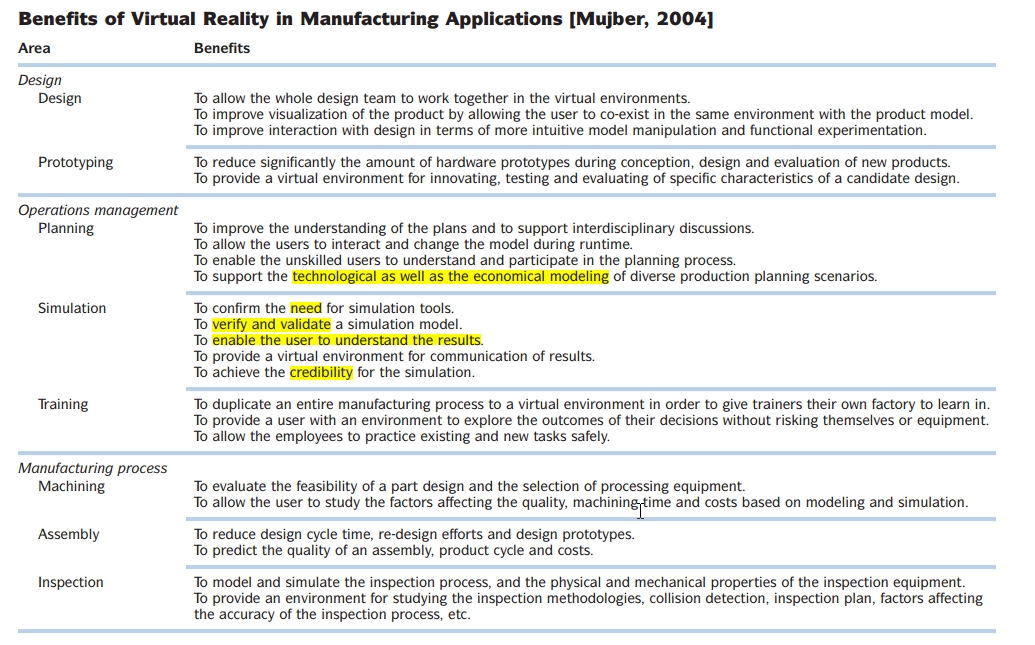 Benefits of Virtual Reality in Manufacturing Applications [Mujber, 2004]
Area Benefits
Design
Design To allow the whole design team to work together in the virtual environments.
To improve visualization of the product by allowing the user to co-exist in the same environment with the product model.
To improve interaction with design in terms of more intuitive model manipulation and functional experimentation.
Prototyping To reduce significantly the amount of hardware prototypes during conception, design and evaluation of new products.
To provide a virtual environment for innovating, testing and evaluating of specific characteristics of a candidate design.
Operations management
Planning To improve the understanding of the plans and to support interdisciplinary discussions.
To allow the users to interact and change the model during runtime.
To enable the unskilled users to understand and participate in the planning process.
To support the technological as well as the economical modeling of diverse production planning scenarios.
Simulation To confirm the need for simulation tools.
To verify and validate a simulation model.
To enable the user to understand the results.
To provide a virtual environment for communication of results.
To achieve the credibility for the simulation.
Training To duplicate an entire manufacturing process to a virtual environment in order to give trainers their own factory to learn in.
To provide a user with an environment to explore the outcomes of their decisions without risking themselves or equipment.
To allow the employees to practice existing and new tasks safely.
Manufacturing process
Machining To evaluate the feasibility of a part design and the selection of processing equipment.
To allow the user to study the factors affecting the quality, machining time and costs based on modeling and simulation.
Assembly To reduce design cycle time, re-design efforts and design prototypes.
To predict the quality of an assembly, product cycle and costs.
Inspection To model and simulate the inspection process, and the physical and mechanical properties of the inspection equipment.
To provide an environment for studying the inspection methodologies, collision detection, inspection plan, factors affecting
the accuracy of the inspection process, etc.